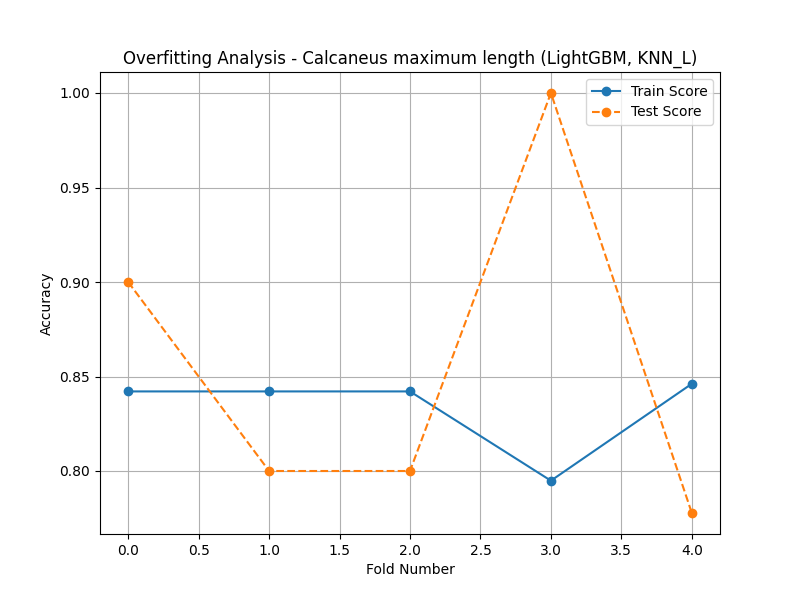 Overfitting Analysis - Calcaneus maximum length (LightGBM, KNN_L)
Train Score
Test Score
1.00
0.95
0.90
0.85
0.80
Accuracy
0.0 0.5 1.0 1.5 2.0 2.5 3.0 3.5 4.0
Fold Number